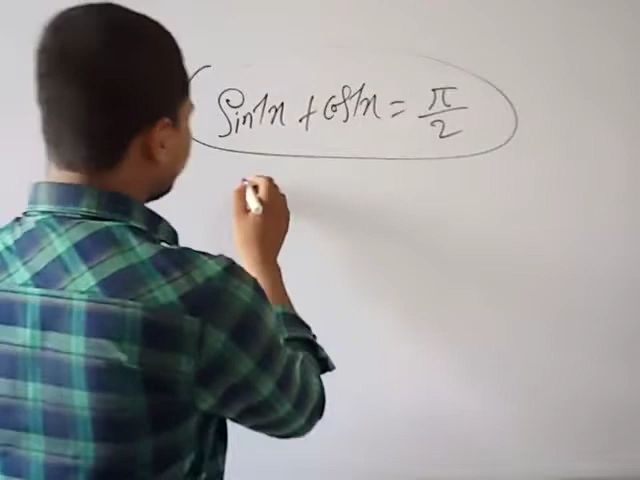 sin⁻¹x + cos⁻¹x = π/2